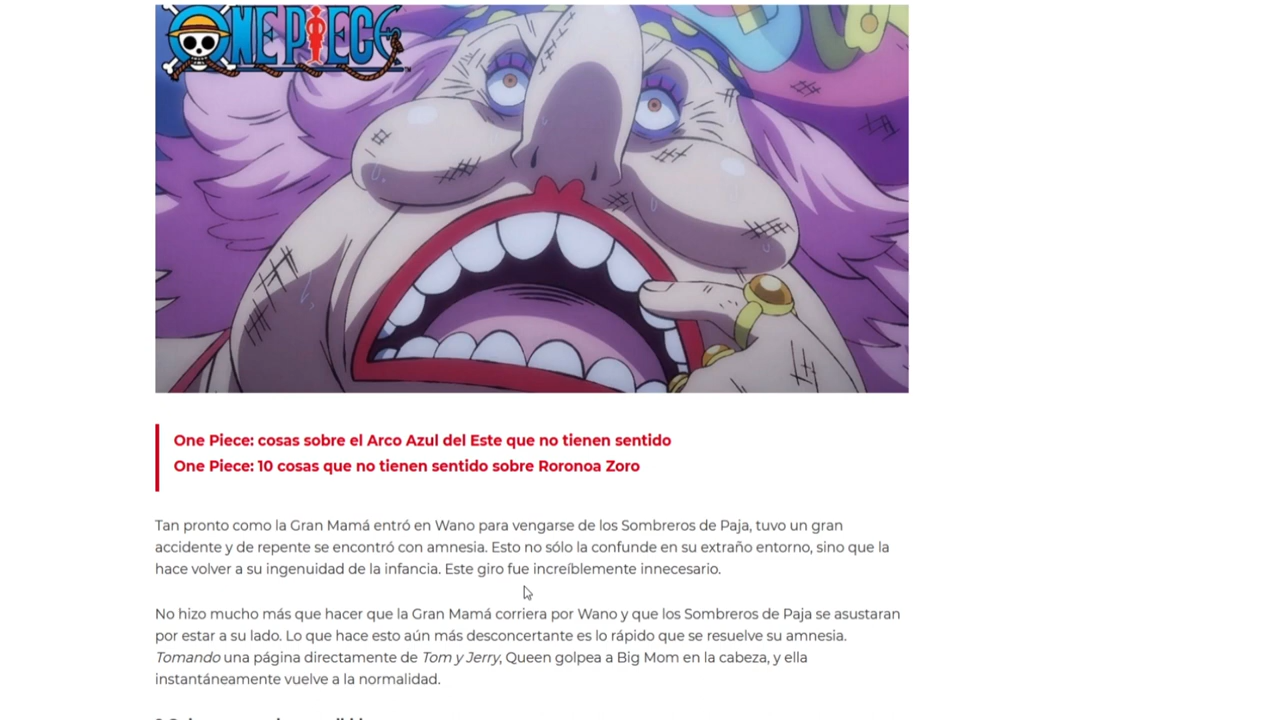 ONE PIECE
One Piece: cosas sobre el Arco Azul del Este que no tienen sentido
One Piece: 10 cosas que no tienen sentido sobre Roronoa Zoro
Tan pronto como la Gran Mamá entró en Wano para vengarse de los Sombreros de Paja, tuvo un gran
accidente y de repente se encontró con amnesia. Esto no sólo la confunde en su extraño entorno, sino que la
hace volver a su ingenuidad de la infancia. Este giro fue increíblemente innecesario.
No hizo mucho más que hacer que la Gran Mamá corriera por Wano y que los Sombreros de Paja se asustaran
por estar a su lado. Lo que hace esto aún más desconcertante es lo rápido que se resuelve su amnesia.
Tomando una página directamente de Tom y Jerry, Queen golpea a Big Mom en la cabeza, y ella
instantáneamente vuelve a la normalidad.